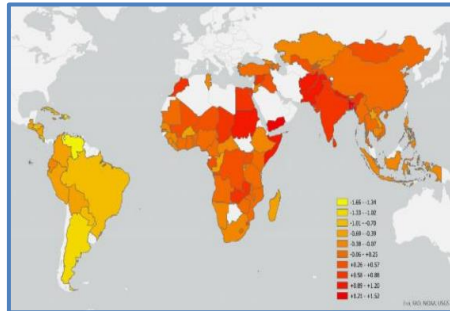 -1.66 - -1.34
-1.33 - -1.02
-1.01 - -0.70
-0.69 - -0.39
-0.38 - -0.07
-0.06 - +0.25
+0.26 - +0.57
+0.58 - +0.88
+0.89 - +1.20
+1.21 - +1.52